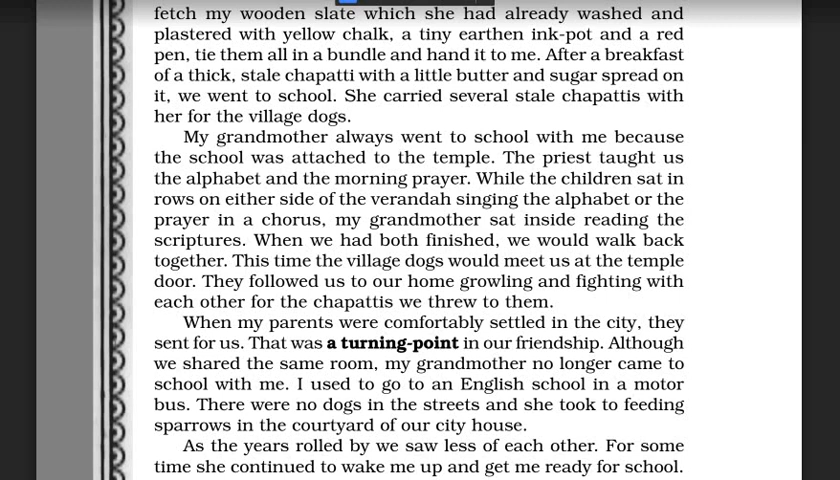 fetch my wooden slate which she had already washed and
plastered with yellow chalk, a tiny earthen ink-pot and a red
pen, tie them all in a bundle and hand it to me. After a breakfast
of a thick, stale chapatti with a little butter and sugar spread on
it, we went to school. She carried several stale chapattis with
her for the village dogs.
My grandmother always went to school with me because
the school was attached to the temple. The priest taught us
the alphabet and the morning prayer. While the children sat in
rows on either side of the verandah singing the alphabet or the
prayer in a chorus, my grandmother sat inside reading the
scriptures. When we had both finished, we would walk back
together. This time the village dogs would meet us at the temple
door. They followed us to our home growling and fighting with
each other for the chapattis we threw to them.
When my parents were comfortably settled in the city, they
sent for us. That was a turning-point in our friendship. Although
we shared the same room, my grandmother no longer came to
school with me. I used to go to an English school in a motor
bus. There were no dogs in the streets and she took to feeding
sparrows in the courtyard of our city house.
As the years rolled by we saw less of each other. For some
time she continued to wake me up and get me ready for school.